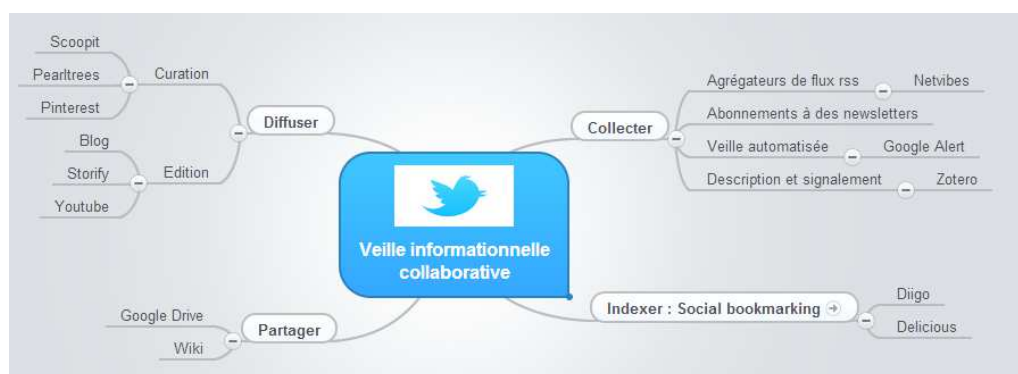 Scoopit
Pearltrees
Pinterest
Curation
Blog
Storify
Youtube
Edition
Diffuser
Google Drive
Wiki
Partager
Veille informationnelle
collaborative
Collecter
Agrégateurs de flux rss
Netvibes
Abonnements à des newsletters
Veille automatisée
Google Alert
Description et signalement
Zotero
Indexer : Social bookmarking
Diigo
Delicious